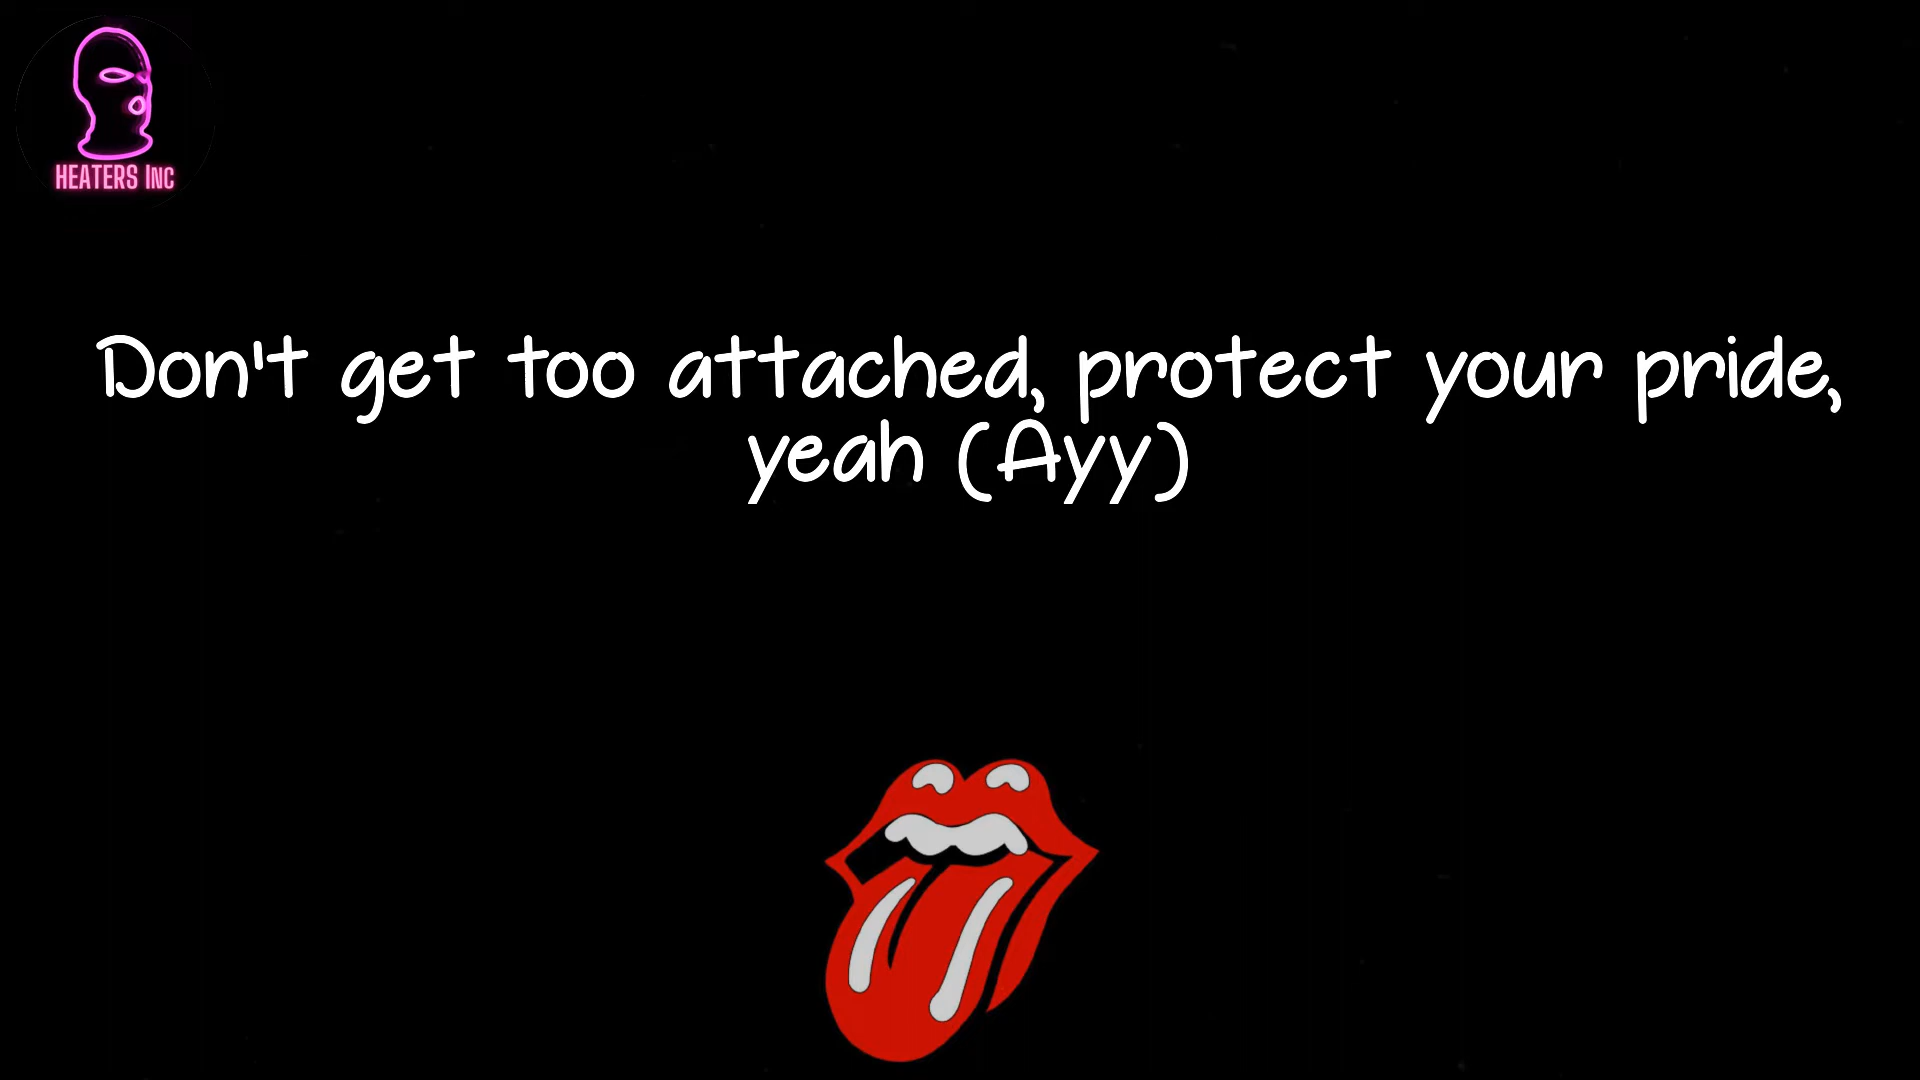 HEATERS INC
Don't get too attached, protect your pride,
yeah (Ayy)